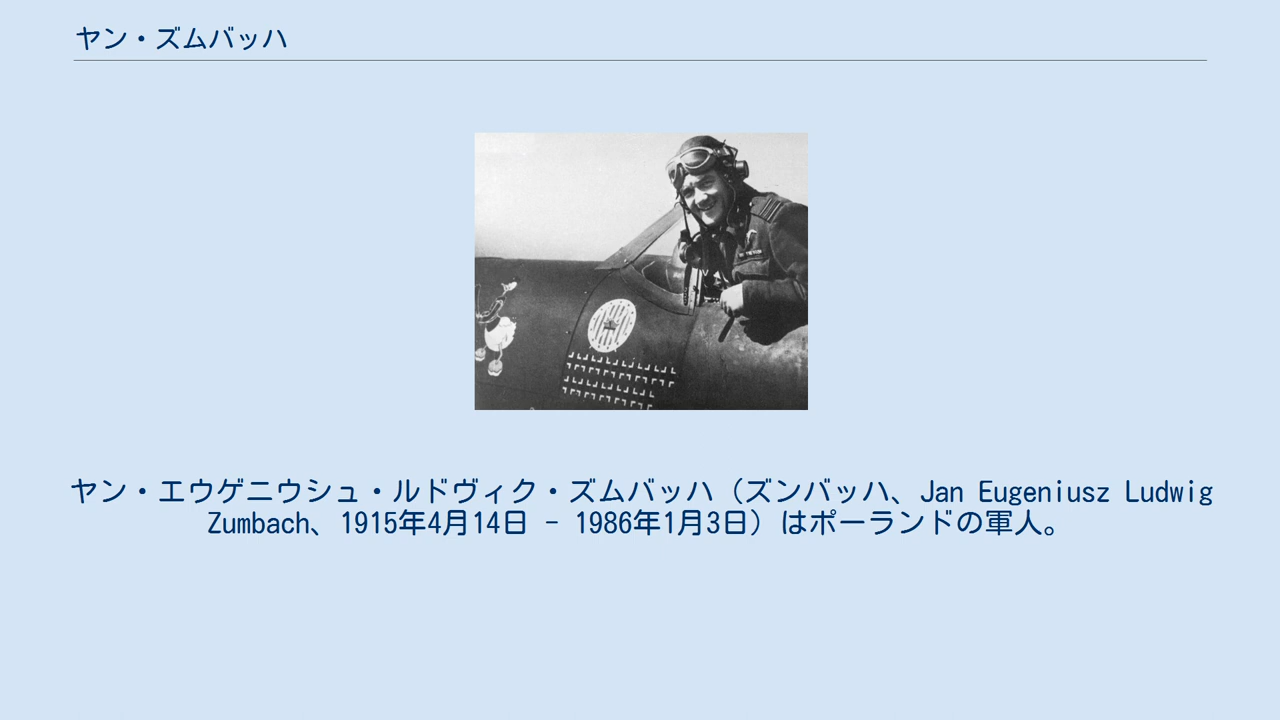 ヤン・ズムバッハ
ヤン・エウゲニウシュ・ルドヴィク・ズムバッハ（ズンバッハ、Jan Eugeniusz Ludwig
Zumbach、1915年4月14日 - 1986年1月3日）はポーランドの軍人。